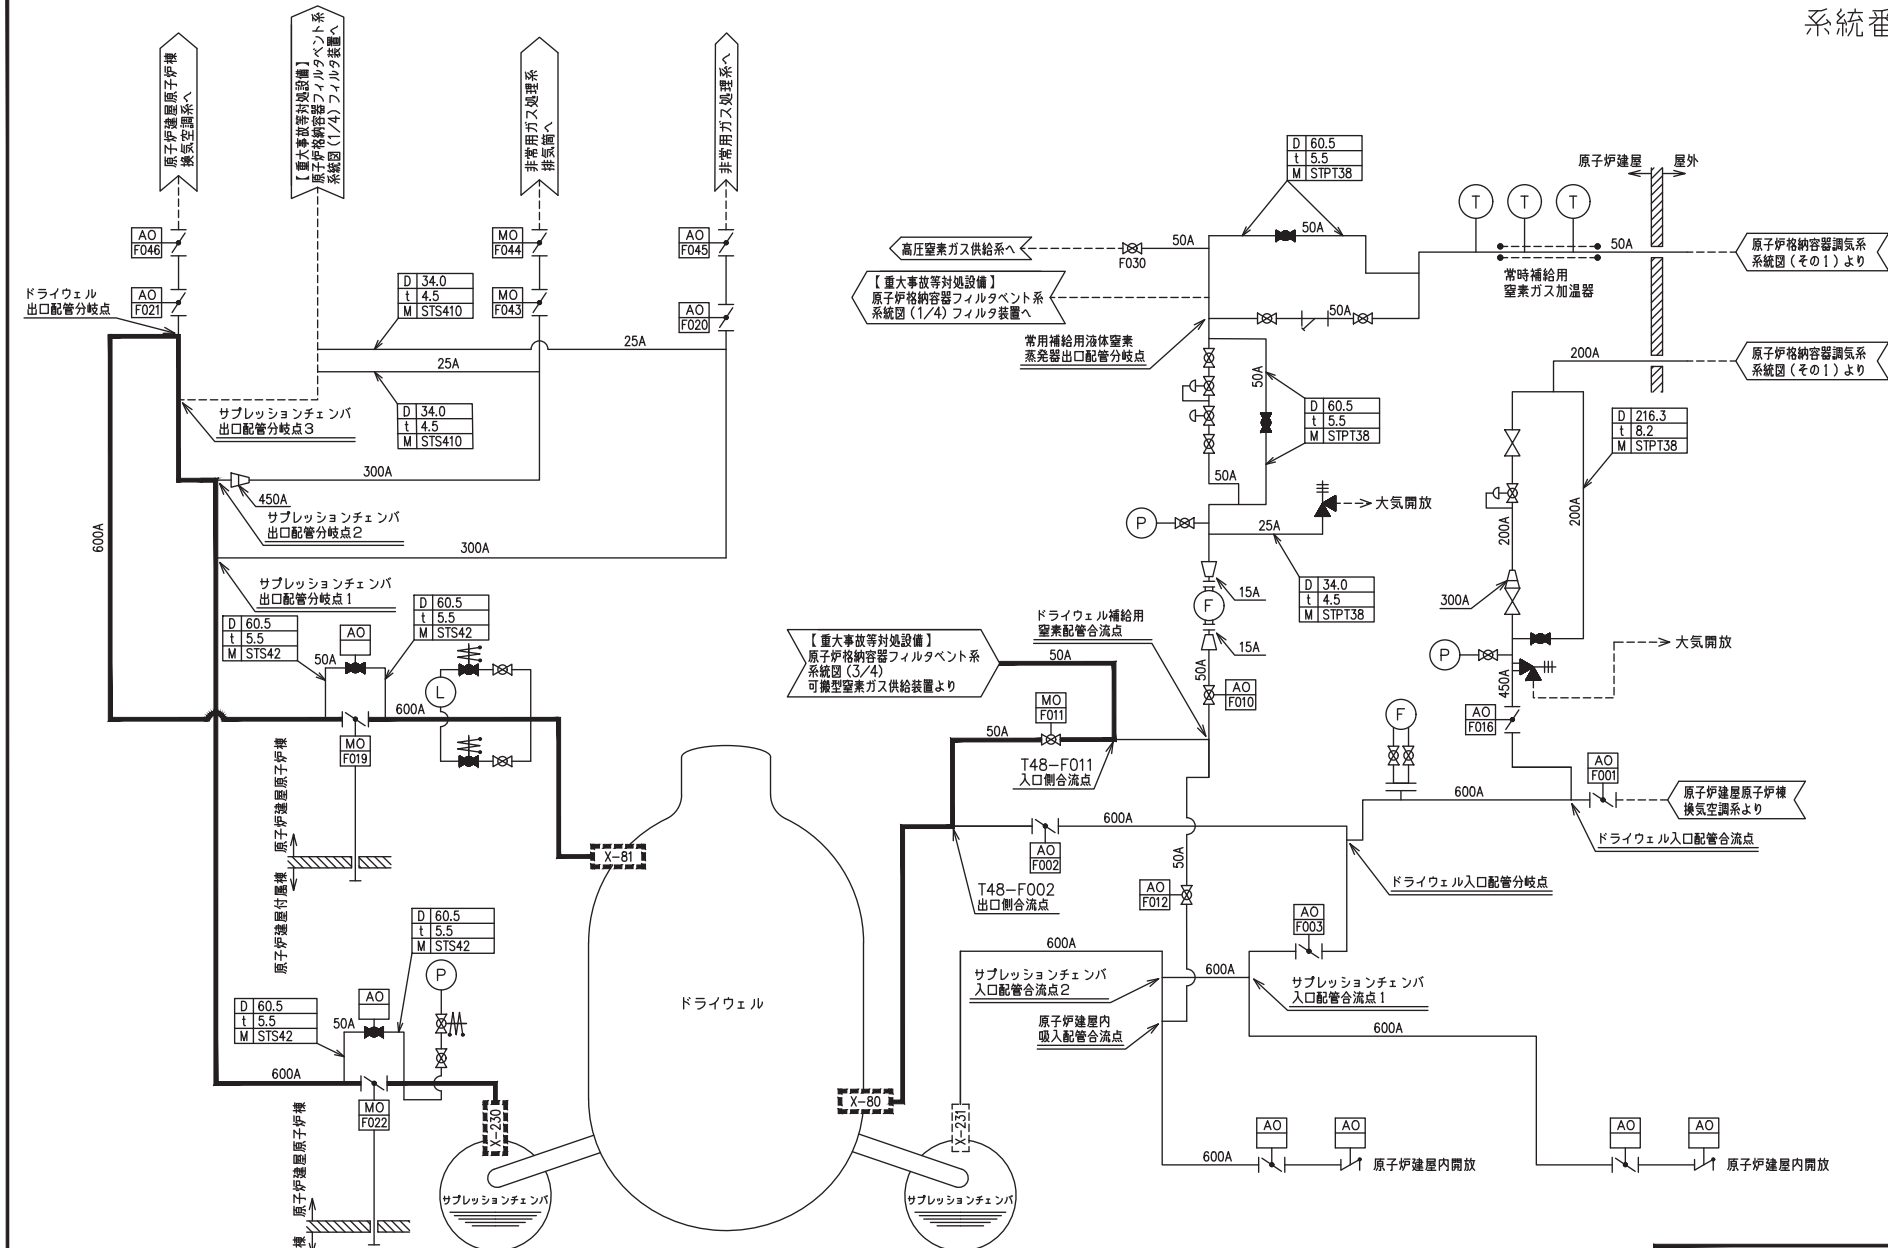 系統番
原子炉建屋原子炉棟
換気空調系へ
【重大事故等対処設備】
原子炉格納容器フィルタベント系
系統図(1/4)フィルタ装置へ
非常用ガス処理系
排気筒へ
非常用ガス処理系へ
AO
F046
MO
F044
AO
F045
AO
F021
MO
F043
AO
F020
ドライウェル
出口配管分岐点
D 34.0
t 4.5
M STS410
25A
25A
D 34.0
t 4.5
M STS410
サプレッションチェンバ
出口配管分岐点3
300A
450A
サプレッションチェンバ
出口配管分岐点2
600A
300A
サプレッションチェンバ
出口配管分岐点1
D 60.5
t 5.5
M STS42
AO
50A
D 60.5
t 5.5
M STS42
L
600A
MO
F019
原子炉建屋原子炉棟
原子炉建屋付属棟
X-81
D 60.5
t 5.5
M STS42
P
D 60.5
t 5.5
M STS42
AO
50A
600A
MO
F022
原子炉建屋原子炉棟
棟
X-230
サプレッションチェンバ
ドライウェル
X-80
X-231
サプレッションチェンバ
D 60.5
t 5.5
M STPT38
50A
高圧窒素ガス供給系へ
F030
50A
【重大事故等対処設備】
原子炉格納容器フィルタベント系
系統図(1/4)フィルタ装置へ
50A
常用補給用液体窒素
蒸発器出口配管分岐点
T
T
T
常時補給用
窒素ガス加温器
50A
原子炉建屋
屋外
原子炉格納容器調気系
系統図(その1)より
200A
原子炉格納容器調気系
系統図(その1)より
50A
D 60.5
t 5.5
M STPT38
50A
P
25A
大気開放
D 34.0
t 4.5
M STPT38
15A
F
15A
50A
AO
F010
D 216.3
t 8.2
M STPT38
200A
200A
300A
P
大気開放
450A
AO
F016
F
AO
F001
600A
原子炉建屋原子炉棟
換気空調系より
ドライウェル入口配管合流点
ドライウェル補給用
窒素配管合流点
【重大事故等対処設備】
原子炉格納容器フィルタベント系
系統図(3/4)
可搬型窒素ガス供給装置より
50A
MO
F011
50A
T48-F011
入口側合流点
600A
AO
F002
T48-F002
出口側合流点
50A
AO
F012
ドライウェル入口配管分岐点
AO
F003
600A
サプレッションチェンバ
入口配管合流点2
600A
サプレッションチェンバ
入口配管合流点1
原子炉建屋内
吸入配管合流点
600A
600A
AO
AO
原子炉建屋内開放
AO
AO
原子炉建屋内開放